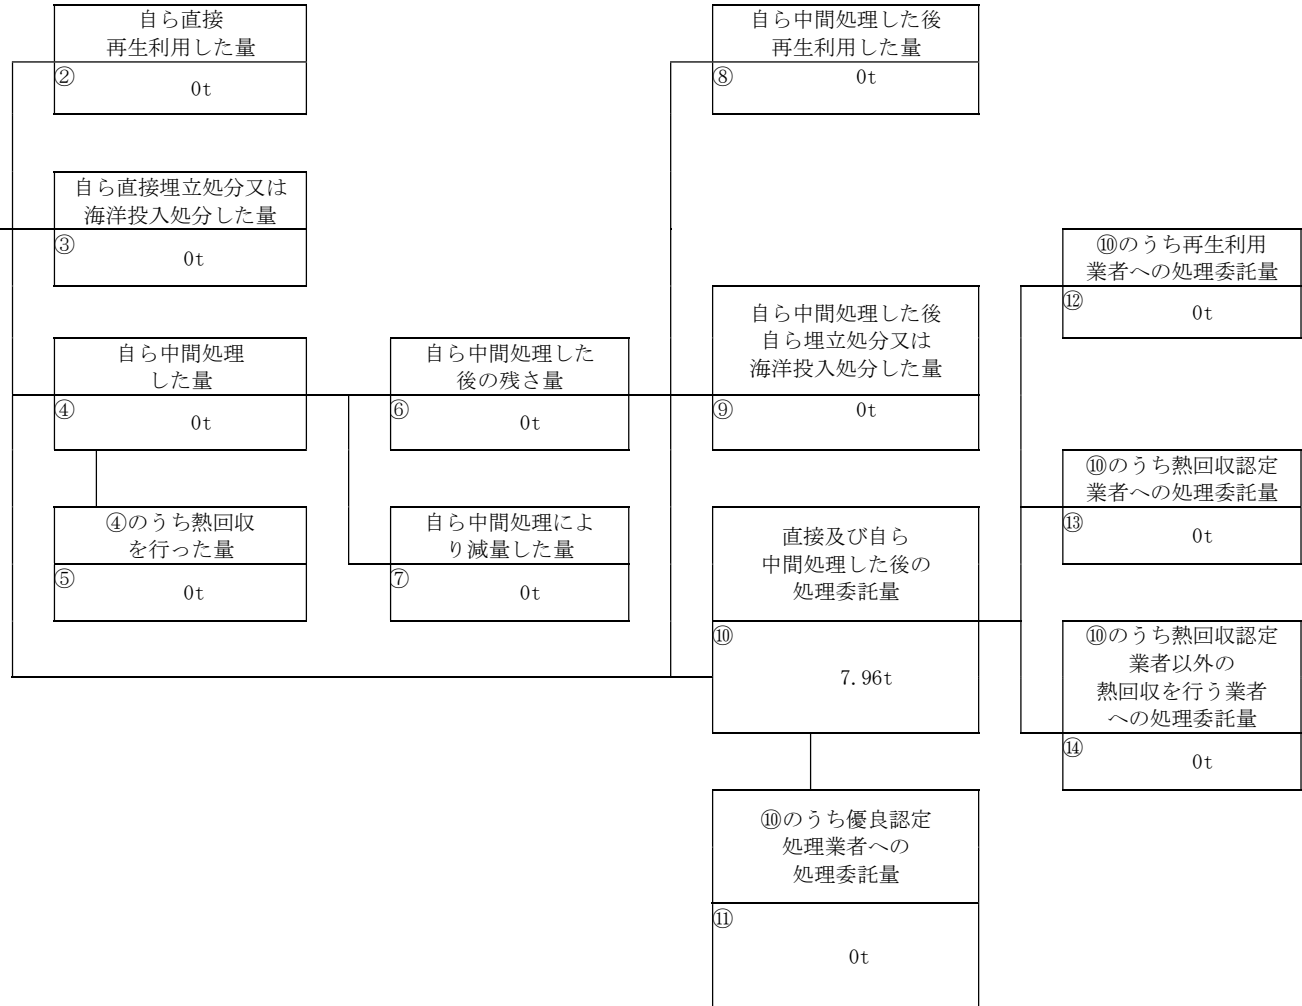 自ら直接
再生利用した量
②
0t
自ら中間処理した後
再生利用した量
⑧
0t
自ら直接埋立処分又は
海洋投入処分した量
③
0t
⑩のうち再生利用
業者への処理委託量
⑫
0t
自ら中間処理
した量
④
0t
自ら中間処理した
後の残さ量
⑥
0t
自ら中間処理した後
自ら埋立処分又は
海洋投入処分した量
⑨
0t
⑩のうち熱回収認定
業者への処理委託量
⑬
0t
④のうち熱回収
を行った量
⑤
0t
自ら中間処理によ
り減量した量
⑦
0t
直接及び自ら
中間処理した後の
処理委託量
⑩
7.96t
⑩のうち熱回収認定
業者以外の
熱回収を行う業者
への処理委託量
⑭
0t
⑩のうち優良認定
処理業者への
処理委託量
⑪
0t